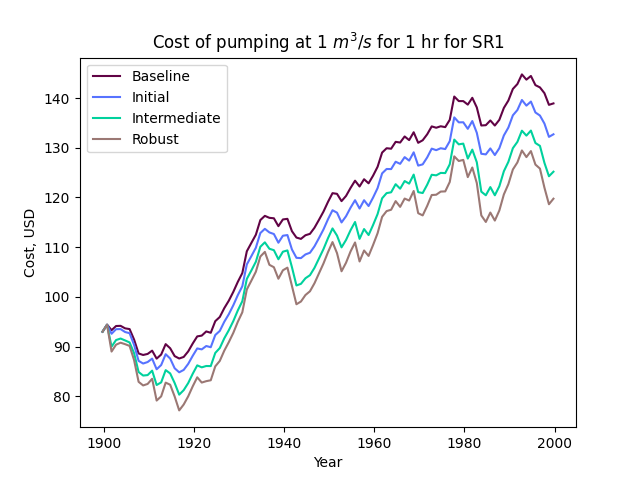 Cost of pumping at 1 m³/s for 1 hr for SR1
Baseline
Initial
Intermediate
Robust
140
130
120
110
100
90
80
Cost, USD
1900 1920 1940 1960 1980 2000
Year